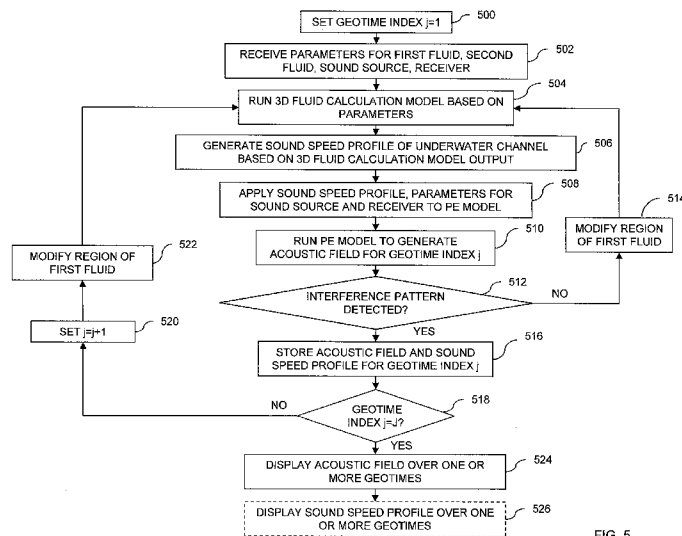 SET GEOTIME INDEX j=1
500
RECEIVE PARAMETERS FOR FIRST FLUID, SECOND
FLUID, SOUND SOURCE, RECEIVER
502
RUN 3D FLUID CALCULATION MODEL BASED ON
PARAMETERS
504
GENERATE SOUND SPEED PROFILE OF UNDERWATER CHANNEL
BASED ON 3D FLUID CALCULATION MODEL OUTPUT
506
APPLY SOUND SPEED PROFILE, PARAMETERS FOR
SOUND SOURCE AND RECEIVER TO PE MODEL
508
514
MODIFY REGION
OF FIRST FLUID
RUN PE MODEL TO GENERATE
ACOUSTIC FIELD FOR GEOTIME INDEX j
510
MODIFY REGION OF
FIRST FLUID
522
INTERFERENCE PATTERN
DETECTED?
512
NO
YES
SET j=j+1
520
STORE ACOUSTIC FIELD AND SOUND
SPEED PROFILE FOR GEOTIME INDEX j
516
NO
GEOTIME
INDEX j=J?
518
YES
DISPLAY ACOUSTIC FIELD OVER ONE OR
MORE GEOTIMES
524
DISPLAY SOUND SPEED PROFILE OVER ONE
OR MORE GEOTIMES
526
FIG. 5